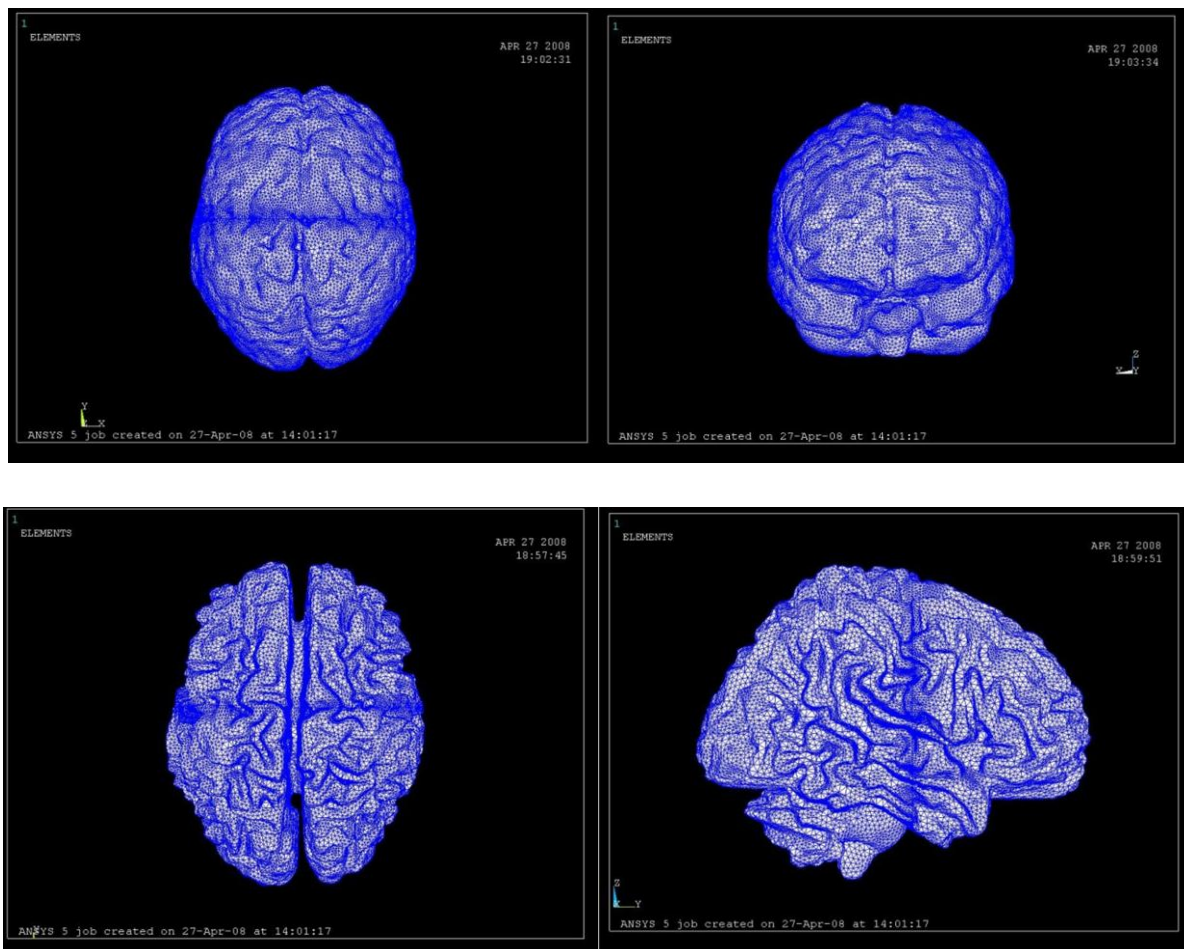 1
ELEMENTS
APR 27 2008
19:02:31
Y
X
ANSYS 5 job created on 27-Apr-08 at 14:01:17
1
ELEMENTS
APR 27 2008
19:03:34
Z
X Y
ANSYS 5 job created on 27-Apr-08 at 14:01:17
1
ELEMENTS
APR 27 2008
18:57:45
ANSYS 5 job created on 27-Apr-08 at 14:01:17
1
ELEMENTS
APR 27 2008
18:59:51
Z
X Y
ANSYS 5 job created on 27-Apr-08 at 14:01:17